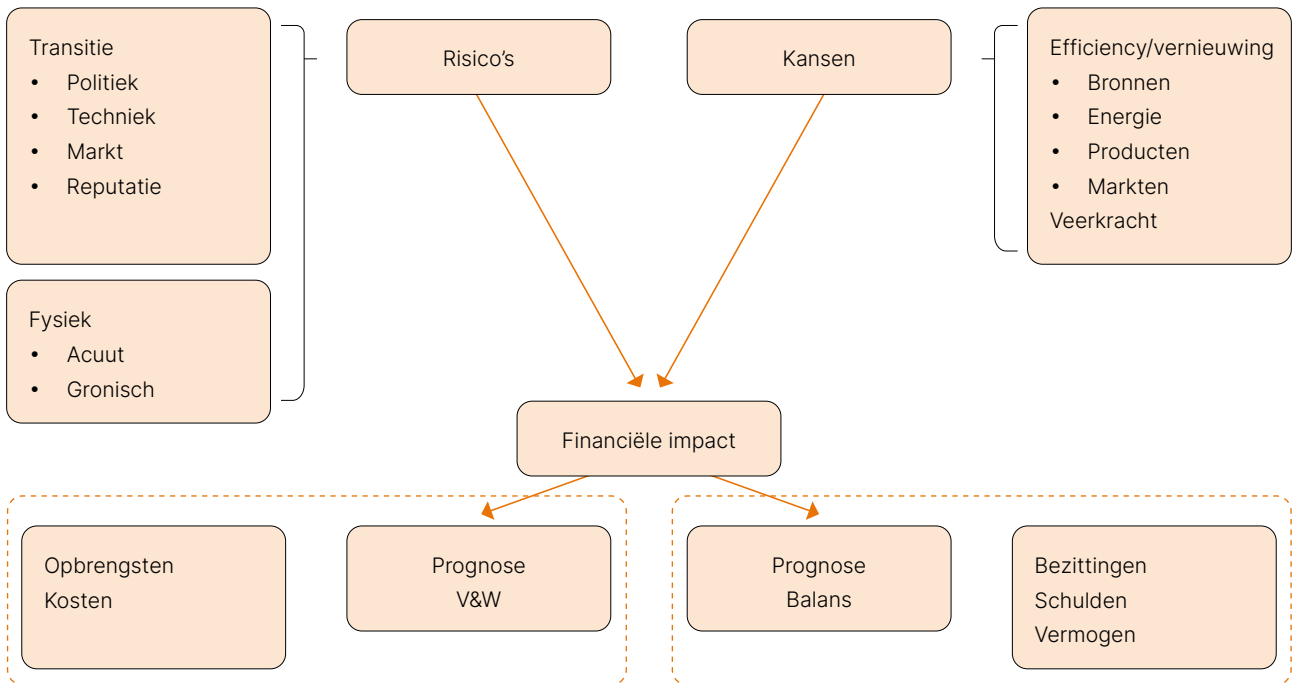 Transitie
• Politiek
• Techniek
• Markt
• Reputatie
Fysiek
• Acuut
• Gronisch
Risico’s
Kansen
Efficiency/vernieuwing
• Bronnen
• Energie
• Producten
• Markten
Veerkracht
Financiële impact
Opbrengsten
Kosten
Prognose
V&W
Prognose
Balans
Bezittingen
Schulden
Vermogen